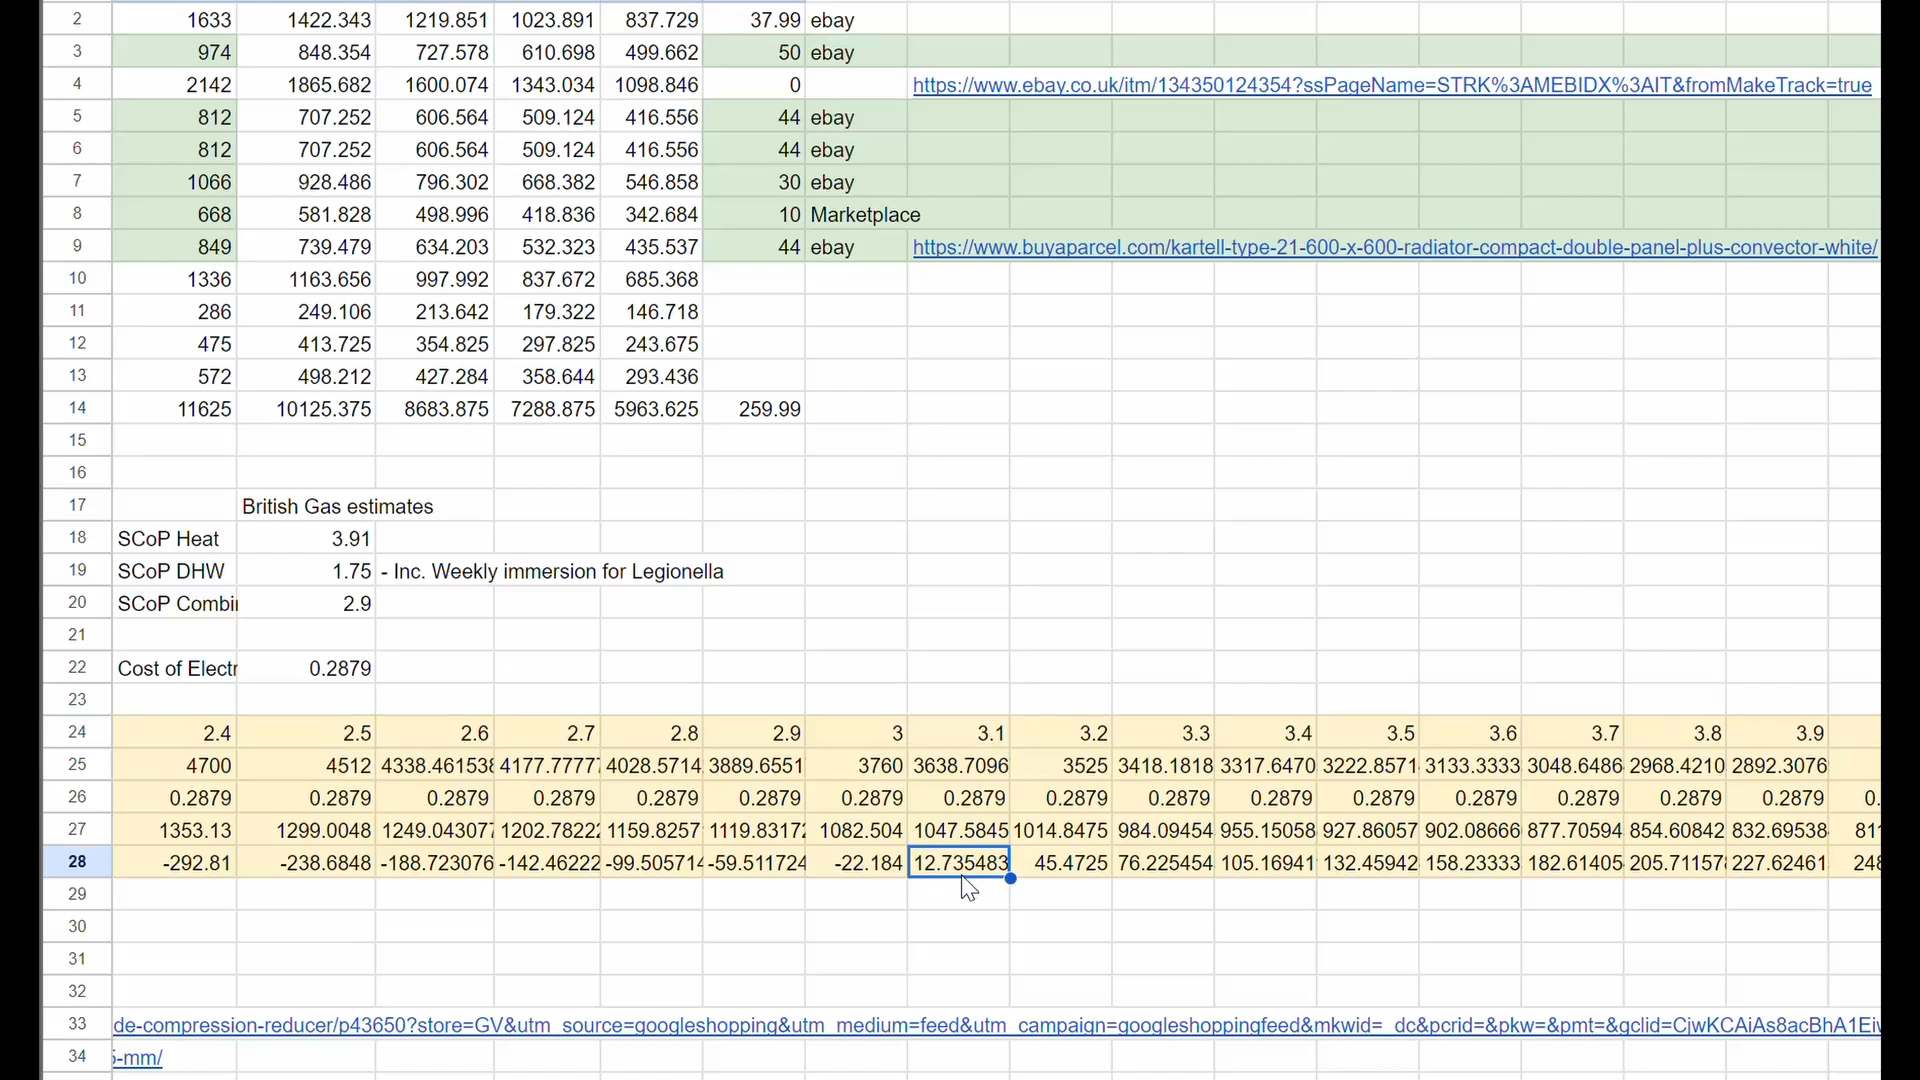 2 1633 1422.343 1219.851 1023.891 837.729 37.99 ebay
3 974 848.354 727.578 610.698 499.662 50 ebay
4 2142 1865.682 1600.074 1343.034 1098.846 0 https://www.ebay.co.uk/itm/134350124354?ssPageName=STRK%3AMEBIDX%3AIT&fromMakeTrack=true
5 812 707.252 606.564 509.124 416.556 44 ebay
6 812 707.252 606.564 509.124 416.556 44 ebay
7 1066 928.486 796.302 668.382 546.858 30 ebay
8 668 581.828 498.996 418.836 342.684 10 Marketplace
9 849 739.479 634.203 532.323 435.537 44 ebay https://www.buyaparcel.com/kartell-type-21-600-x-600-radiator-compact-double-panel-plus-convector-white/
10 1336 1163.656 997.992 837.672 685.368
11 286 249.106 213.642 179.322 146.718
12 475 413.725 354.825 297.825 243.675
13 572 498.212 427.284 358.644 293.436
14 11625 10125.375 8683.875 7288.875 5963.625 259.99
15
16
17 British Gas estimates
18 SCoP Heat 3.91
19 SCoP DHW 1.75 - Inc. Weekly immersion for Legionella
20 SCoP Combin 2.9
21
22 Cost of Electr 0.2879
23
24 2.4 2.5 2.6 2.7 2.8 2.9 3 3.1 3.2 3.3 3.4 3.5 3.6 3.7 3.8 3.9
25 4700 4512 4338.461538 4177.77777 4028.5714 3889.6551 3760 3638.7096 3525 3418.1818 3317.6470 3222.8571 3133.3333 3048.6486 2968.4210 2892.3076
26 0.2879 0.2879 0.2879 0.2879 0.2879 0.2879 0.2879 0.2879 0.2879 0.2879 0.2879 0.2879 0.2879 0.2879 0.2879 0.2879 0.
27 1353.13 1299.0048 1249.043077 1202.78222 1159.8257 1119.83172 1082.504 1047.5845 1014.8475 984.09454 955.15058 927.86057 902.08666 877.70594 854.60842 832.69538 811
28 -292.81 -238.6848 -188.723076 -142.46222 -99.505714 -59.511724 -22.184 12.735483 45.4725 76.225454 105.16941 132.45942 158.23333 182.61405 205.711578 227.62461 248
29
30
31
32
33 de-compression-reducer/p43650?store=GV&utm_source=googleshopping&utm_medium=feed&utm_campaign=googleshoppingfeed&mkwid=_dc&pcrid=&pkw=&pmt=&gclid=CjwKCAiAs8acBhA1Eiw
34 5-mm/